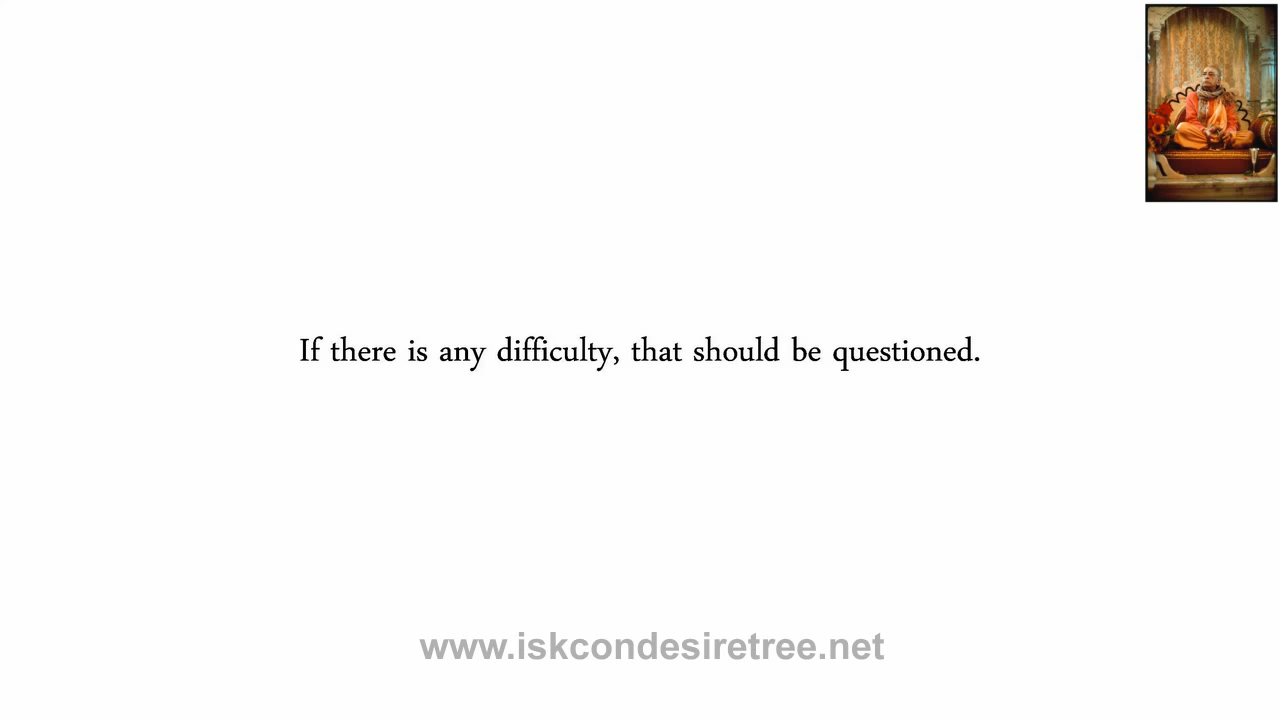 If there is any difficulty, that should be questioned.
www.iskcondesiretree.net